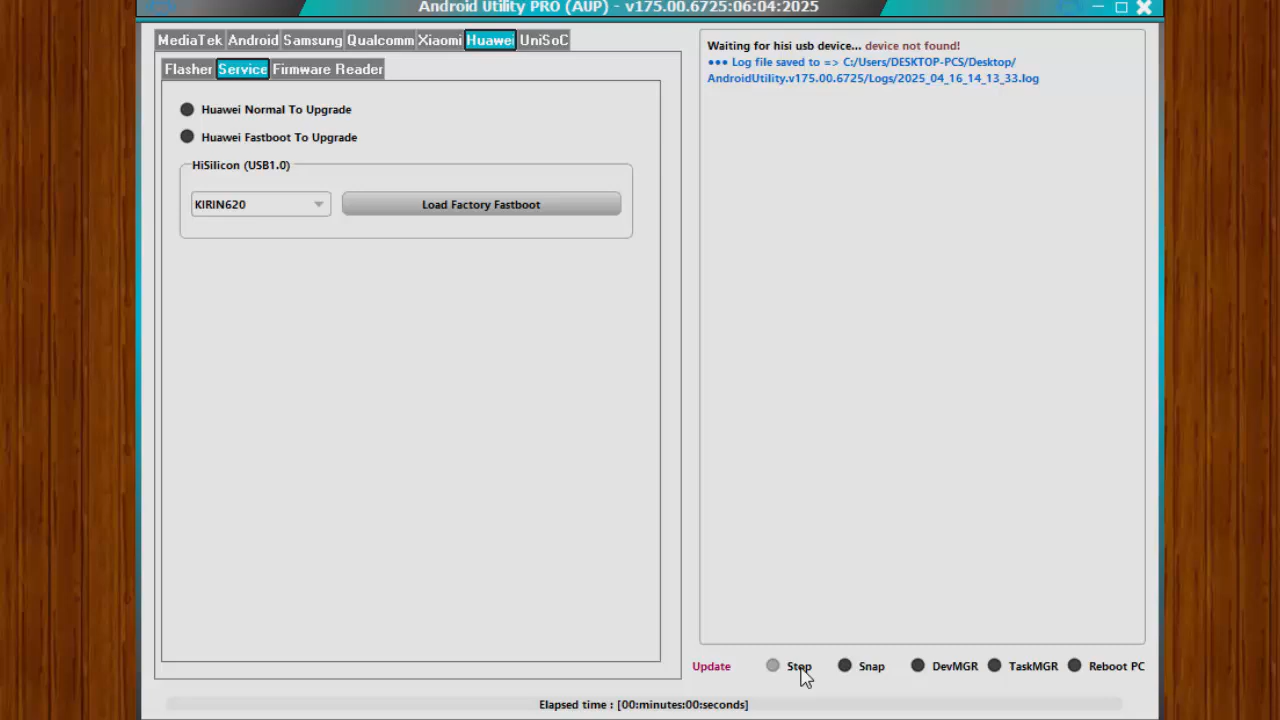 Android Utility PRO (AUP) - v175.00.6725:06:04:2025
MediaTek Android Samsung Qualcomm Xiaomi Huawei UniSoC
Flasher Service Firmware Reader
Huawei Normal To Upgrade
Huawei Fastboot To Upgrade
HiSilicon (USB1.0)
KIRIN620 Load Factory Fastboot
Waiting for hisi usb device... device not found!
●●● Log file saved to => C:/Users/DESKTOP-PCS/Desktop/
AndroidUtility.v175.00.6725/Logs/2025_04_16_14_13_33.log
Update Stop Snap DevMGR TaskMGR Reboot PC
Elapsed time : [00:minutes:00:seconds]